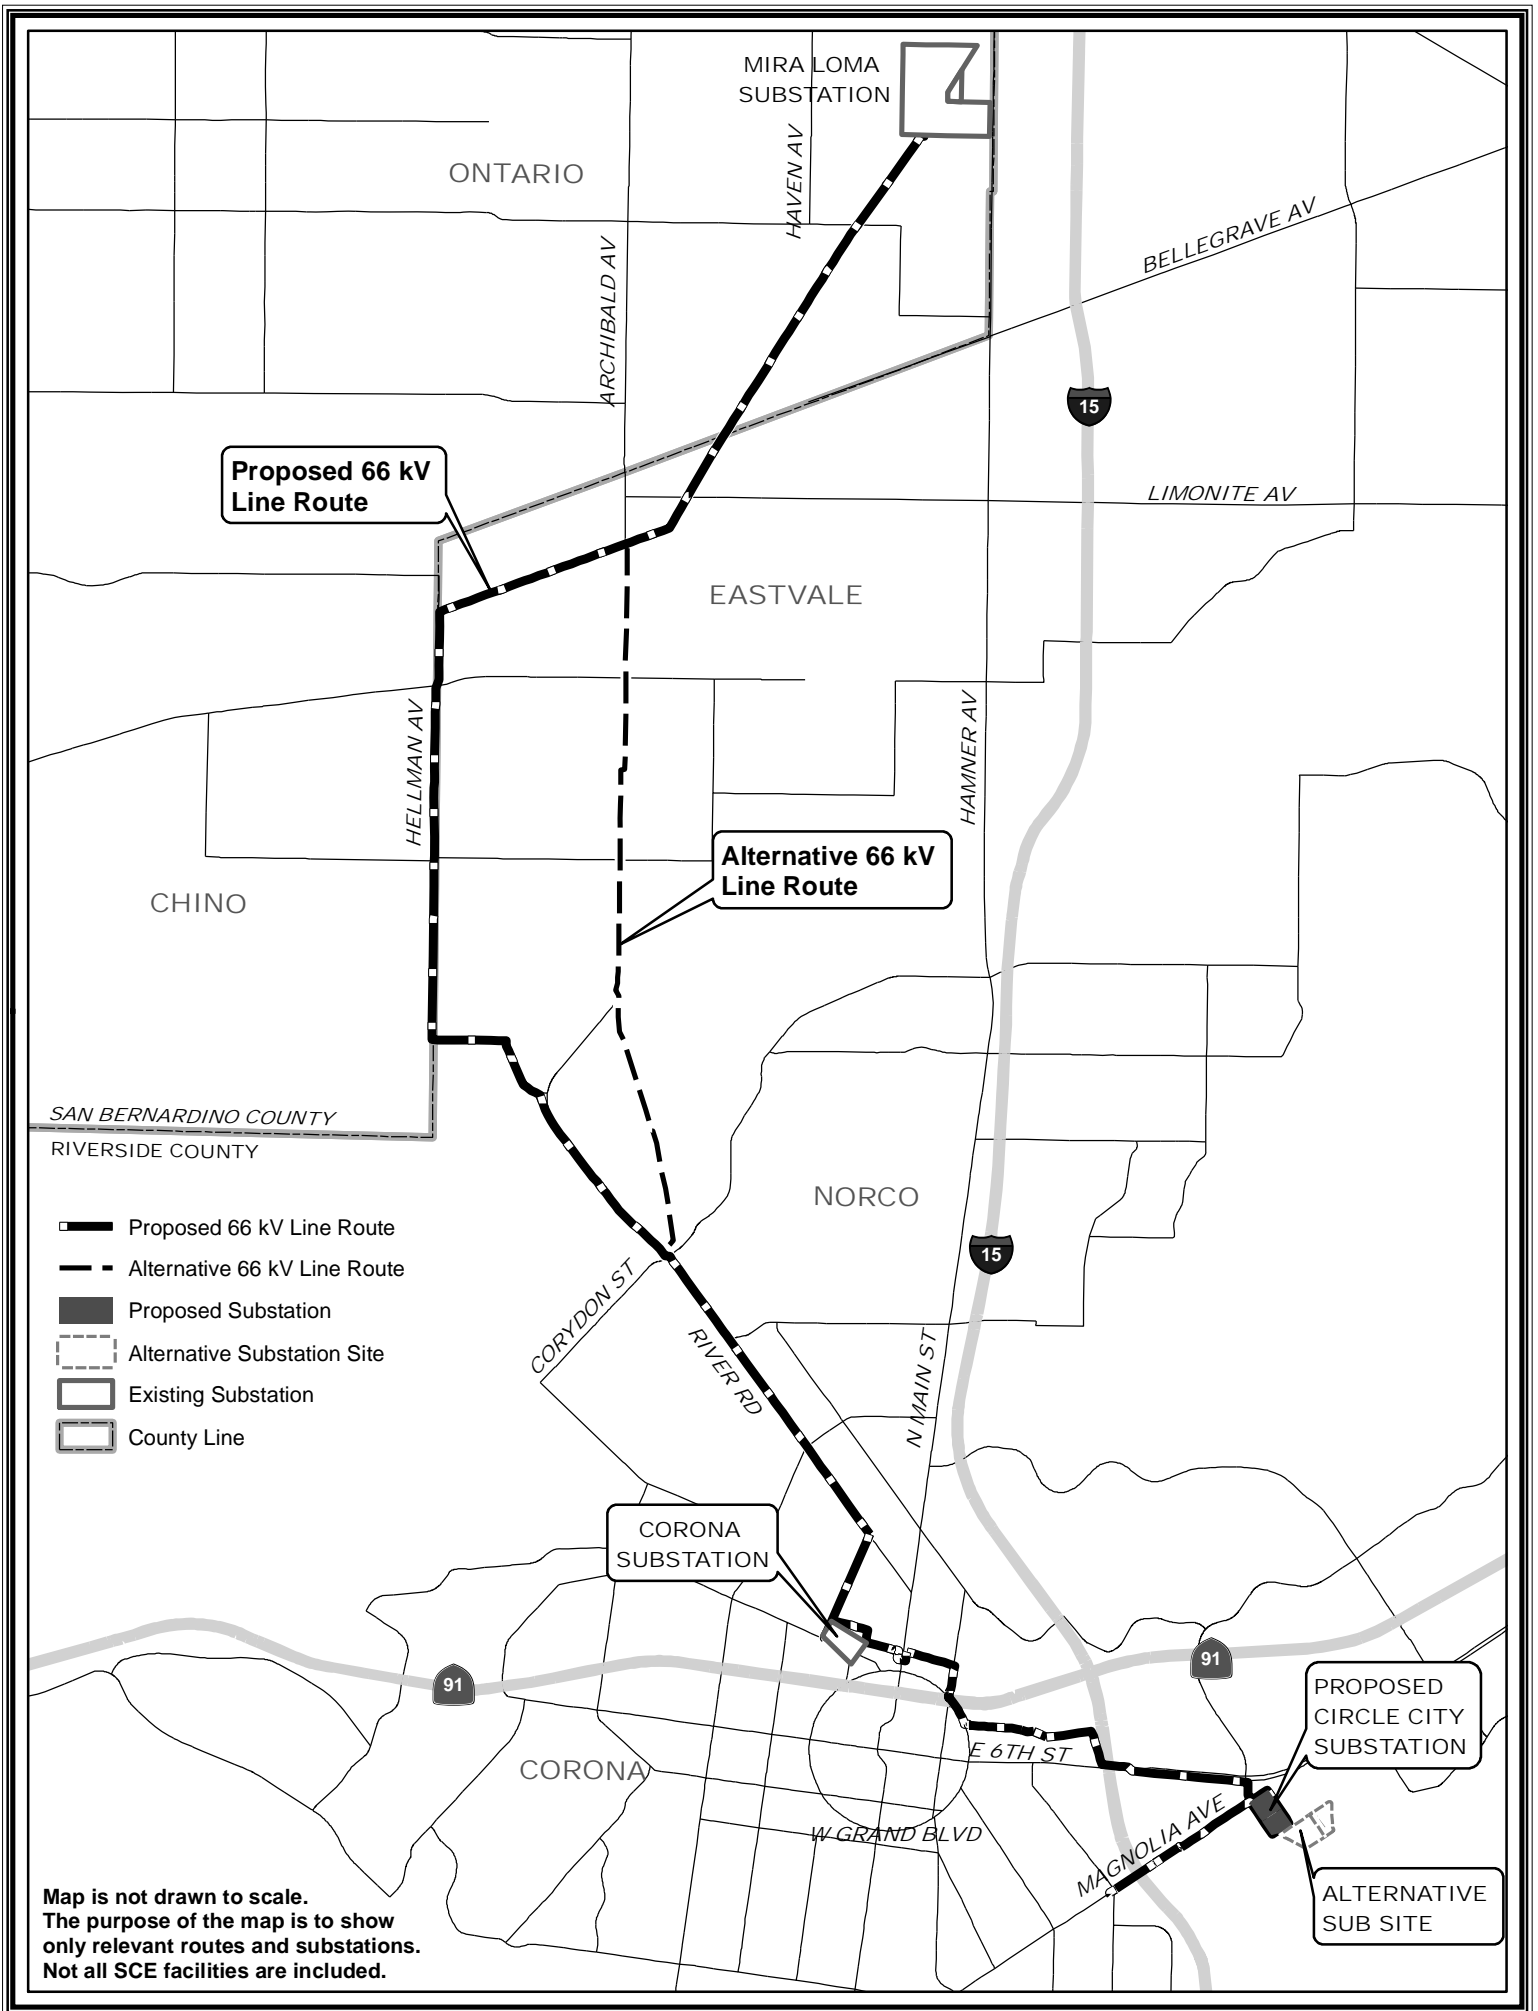 MIRA LOMA
SUBSTATION
ONTARIO
HAVEN AV
ARCHIBALD AV
BELLEGRAVE AV
15
Proposed 66 kV
Line Route
LIMONITE AV
EASTVALE
HELLMAN AV
HAMNER AV
Alternative 66 kV
Line Route
CHINO
SAN BERNARDINO COUNTY
RIVERSIDE COUNTY
NORCO
15
Proposed 66 kV Line Route
Alternative 66 kV Line Route
Proposed Substation
Alternative Substation Site
Existing Substation
County Line
CORYDON ST
RIVER RD
N MAIN ST
CORONA
SUBSTATION
91
91
PROPOSED
CIRCLE CITY
SUBSTATION
E 6TH ST
CORONA
W GRAND BLVD
MAGNOLIA AVE
ALTERNATIVE
SUB SITE
Map is not drawn to scale.
The purpose of the map is to show
only relevant routes and substations.
Not all SCE facilities are included.